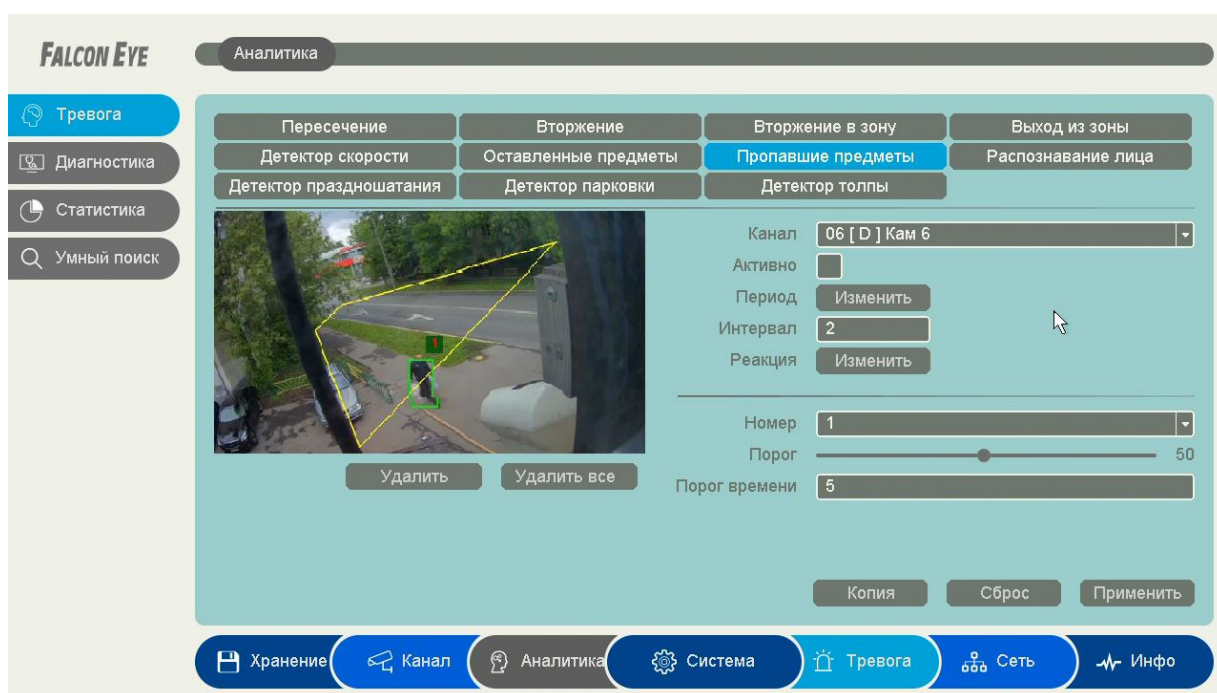 FALCON EYE
Аналитика
Тревога
Диагностика
Статистика
Умный поиск
Пересечение Вторжение Вторжение в зону Выход из зоны
Детектор скорости Оставленные предметы Пропавшие предметы Распознавание лица
Детектор праздношатания Детектор парковки Детектор толпы
Канал 06 [ D ] Кам 6
Активно
Период Изменить
Интервал 2
Реакция Изменить
1
Номер 1
Порог 50
Порог времени 5
Удалить Удалить все
Копия Сброс Применить
Хранение Канал Аналитика Система Тревога Сеть Инфо